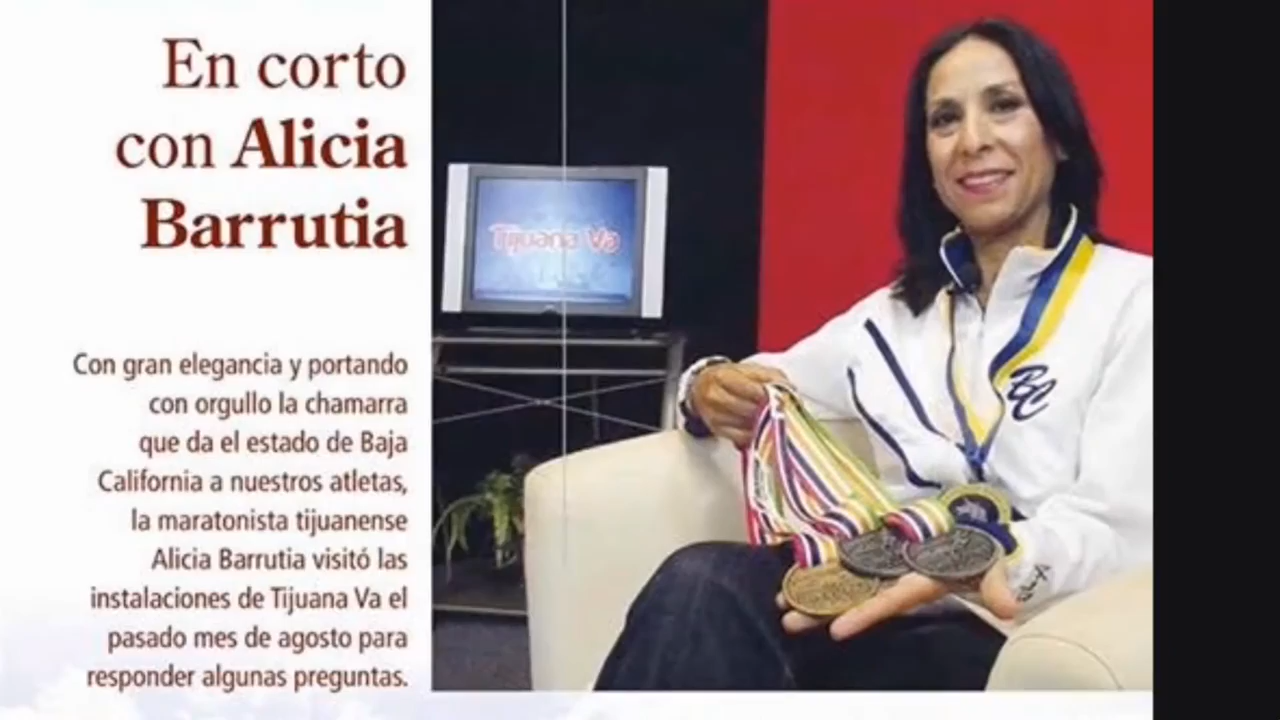 En corto
con Alicia
Barrutia
Con gran elegancia y portando
con orgullo la chamarra
que da el estado de Baja
California a nuestros atletas,
la maratonista tijuanense
Alicia Barrutia visitó las
instalaciones de Tijuana Va el
pasado mes de agosto para
responder algunas preguntas.
Tijuana Va
BC